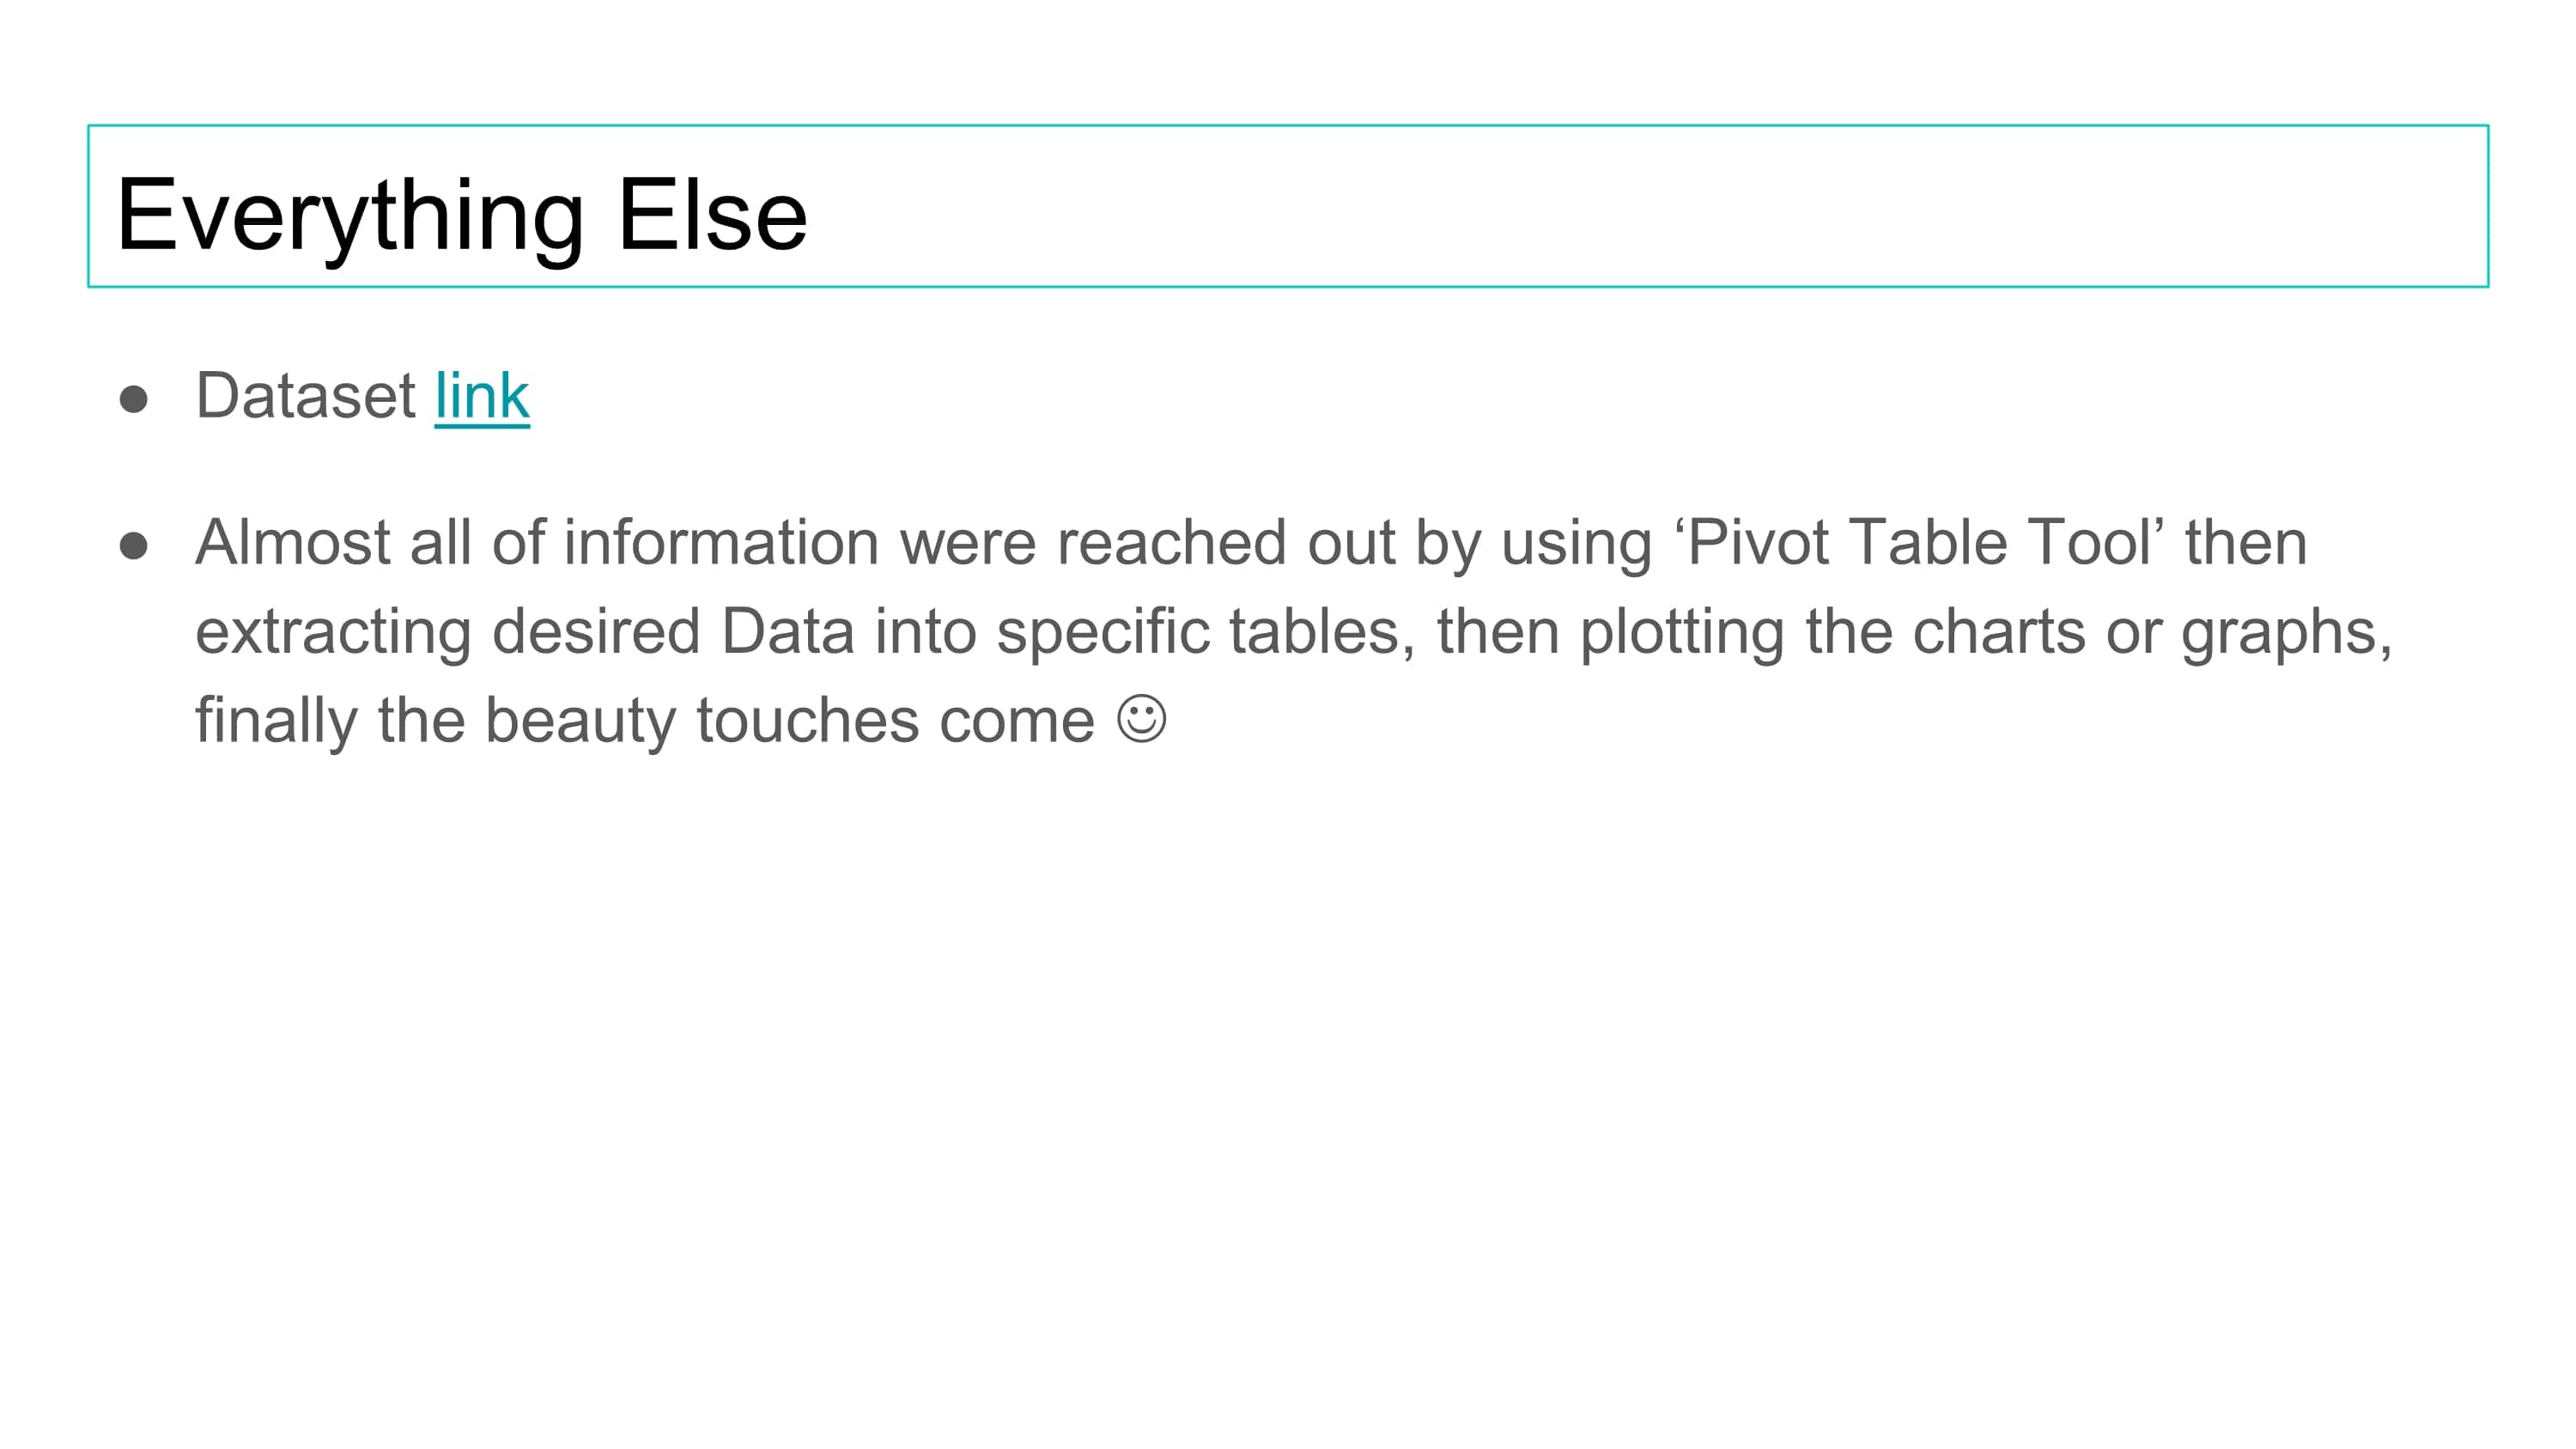 Everything Else
● Dataset link
● Almost all of information were reached out by using ‘Pivot Table Tool’ then
extracting desired Data into specific tables, then plotting the charts or graphs,
finally the beauty touches come ☺